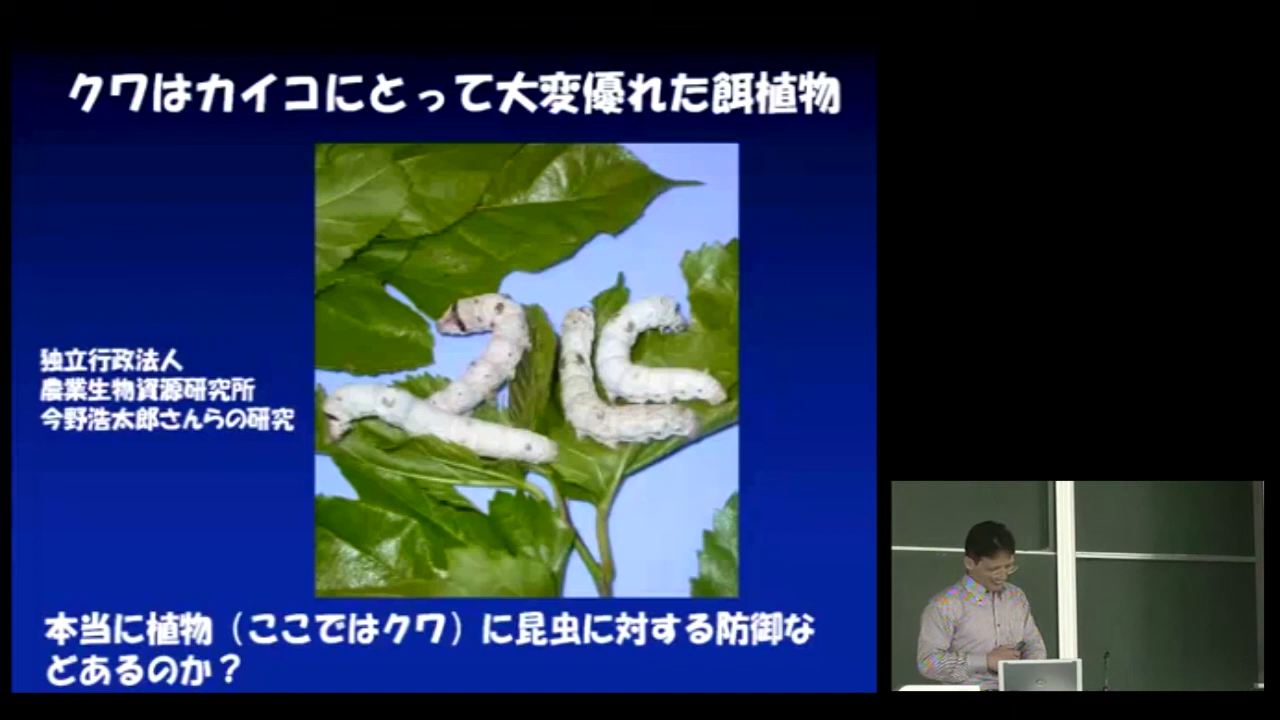 クワはカイコにとって大変優れた餌植物
独立行政法人
農業生物資源研究所
今野浩太郎さんらの研究
本当に植物（ここではクワ）に昆虫に対する防御な
どあるのか？